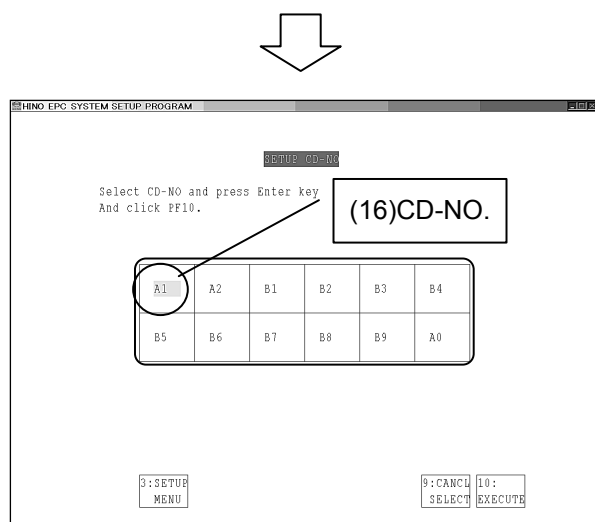 HINO EPC SYSTEM SETUP PROGRAM
SETUP CD-NO
Select CD-NO and press Enter key
And click PF10.
(16)CD-NO.
A1 A2 B1 B2 B3 B4
B5 B6 B7 B8 B9 A0
3:SETUP 9:CANCL 10:
MENU SELECT EXECUTE